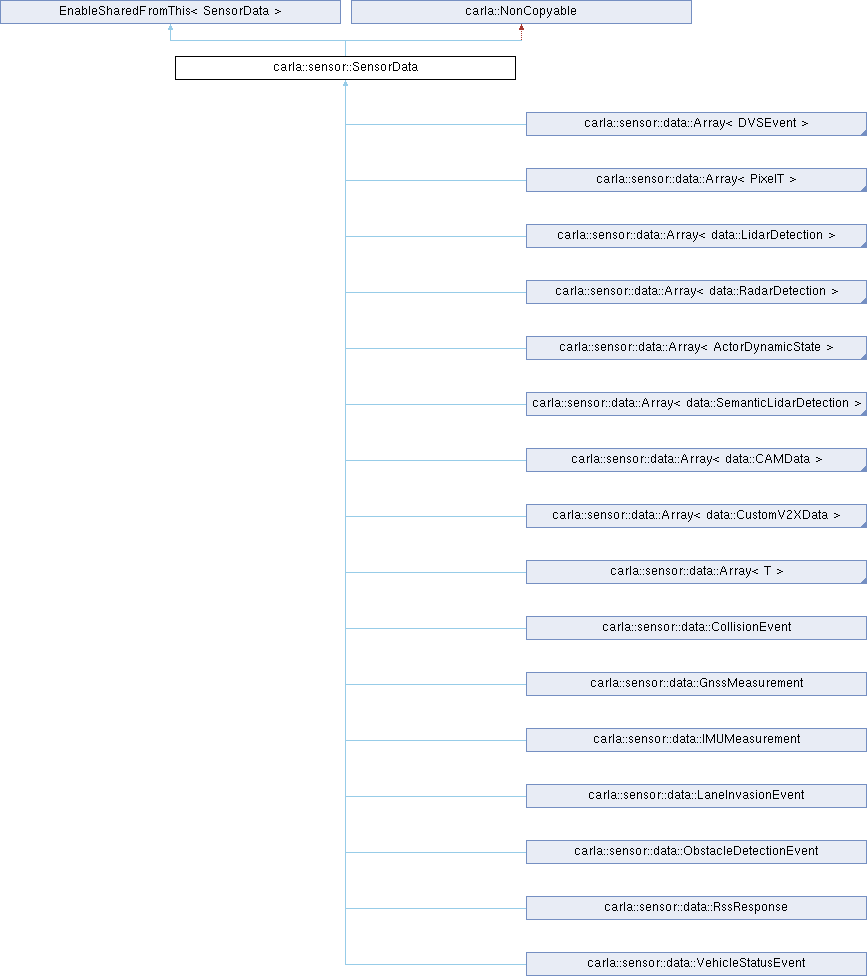 EnableSharedFromThis< SensorData >
carla::NonCopyable
carla::sensor::SensorData
carla::sensor::data::Array< DVSEvent >
carla::sensor::data::Array< PixelT >
carla::sensor::data::Array< data::LidarDetection >
carla::sensor::data::Array< data::RadarDetection >
carla::sensor::data::Array< ActorDynamicState >
carla::sensor::data::Array< data::SemanticLidarDetection >
carla::sensor::data::Array< data::CAMData >
carla::sensor::data::Array< data::CustomV2XData >
carla::sensor::data::Array< T >
carla::sensor::data::CollisionEvent
carla::sensor::data::GnssMeasurement
carla::sensor::data::IMUMeasurement
carla::sensor::data::LaneInvasionEvent
carla::sensor::data::ObstacleDetectionEvent
carla::sensor::data::RssResponse
carla::sensor::data::VehicleStatusEvent